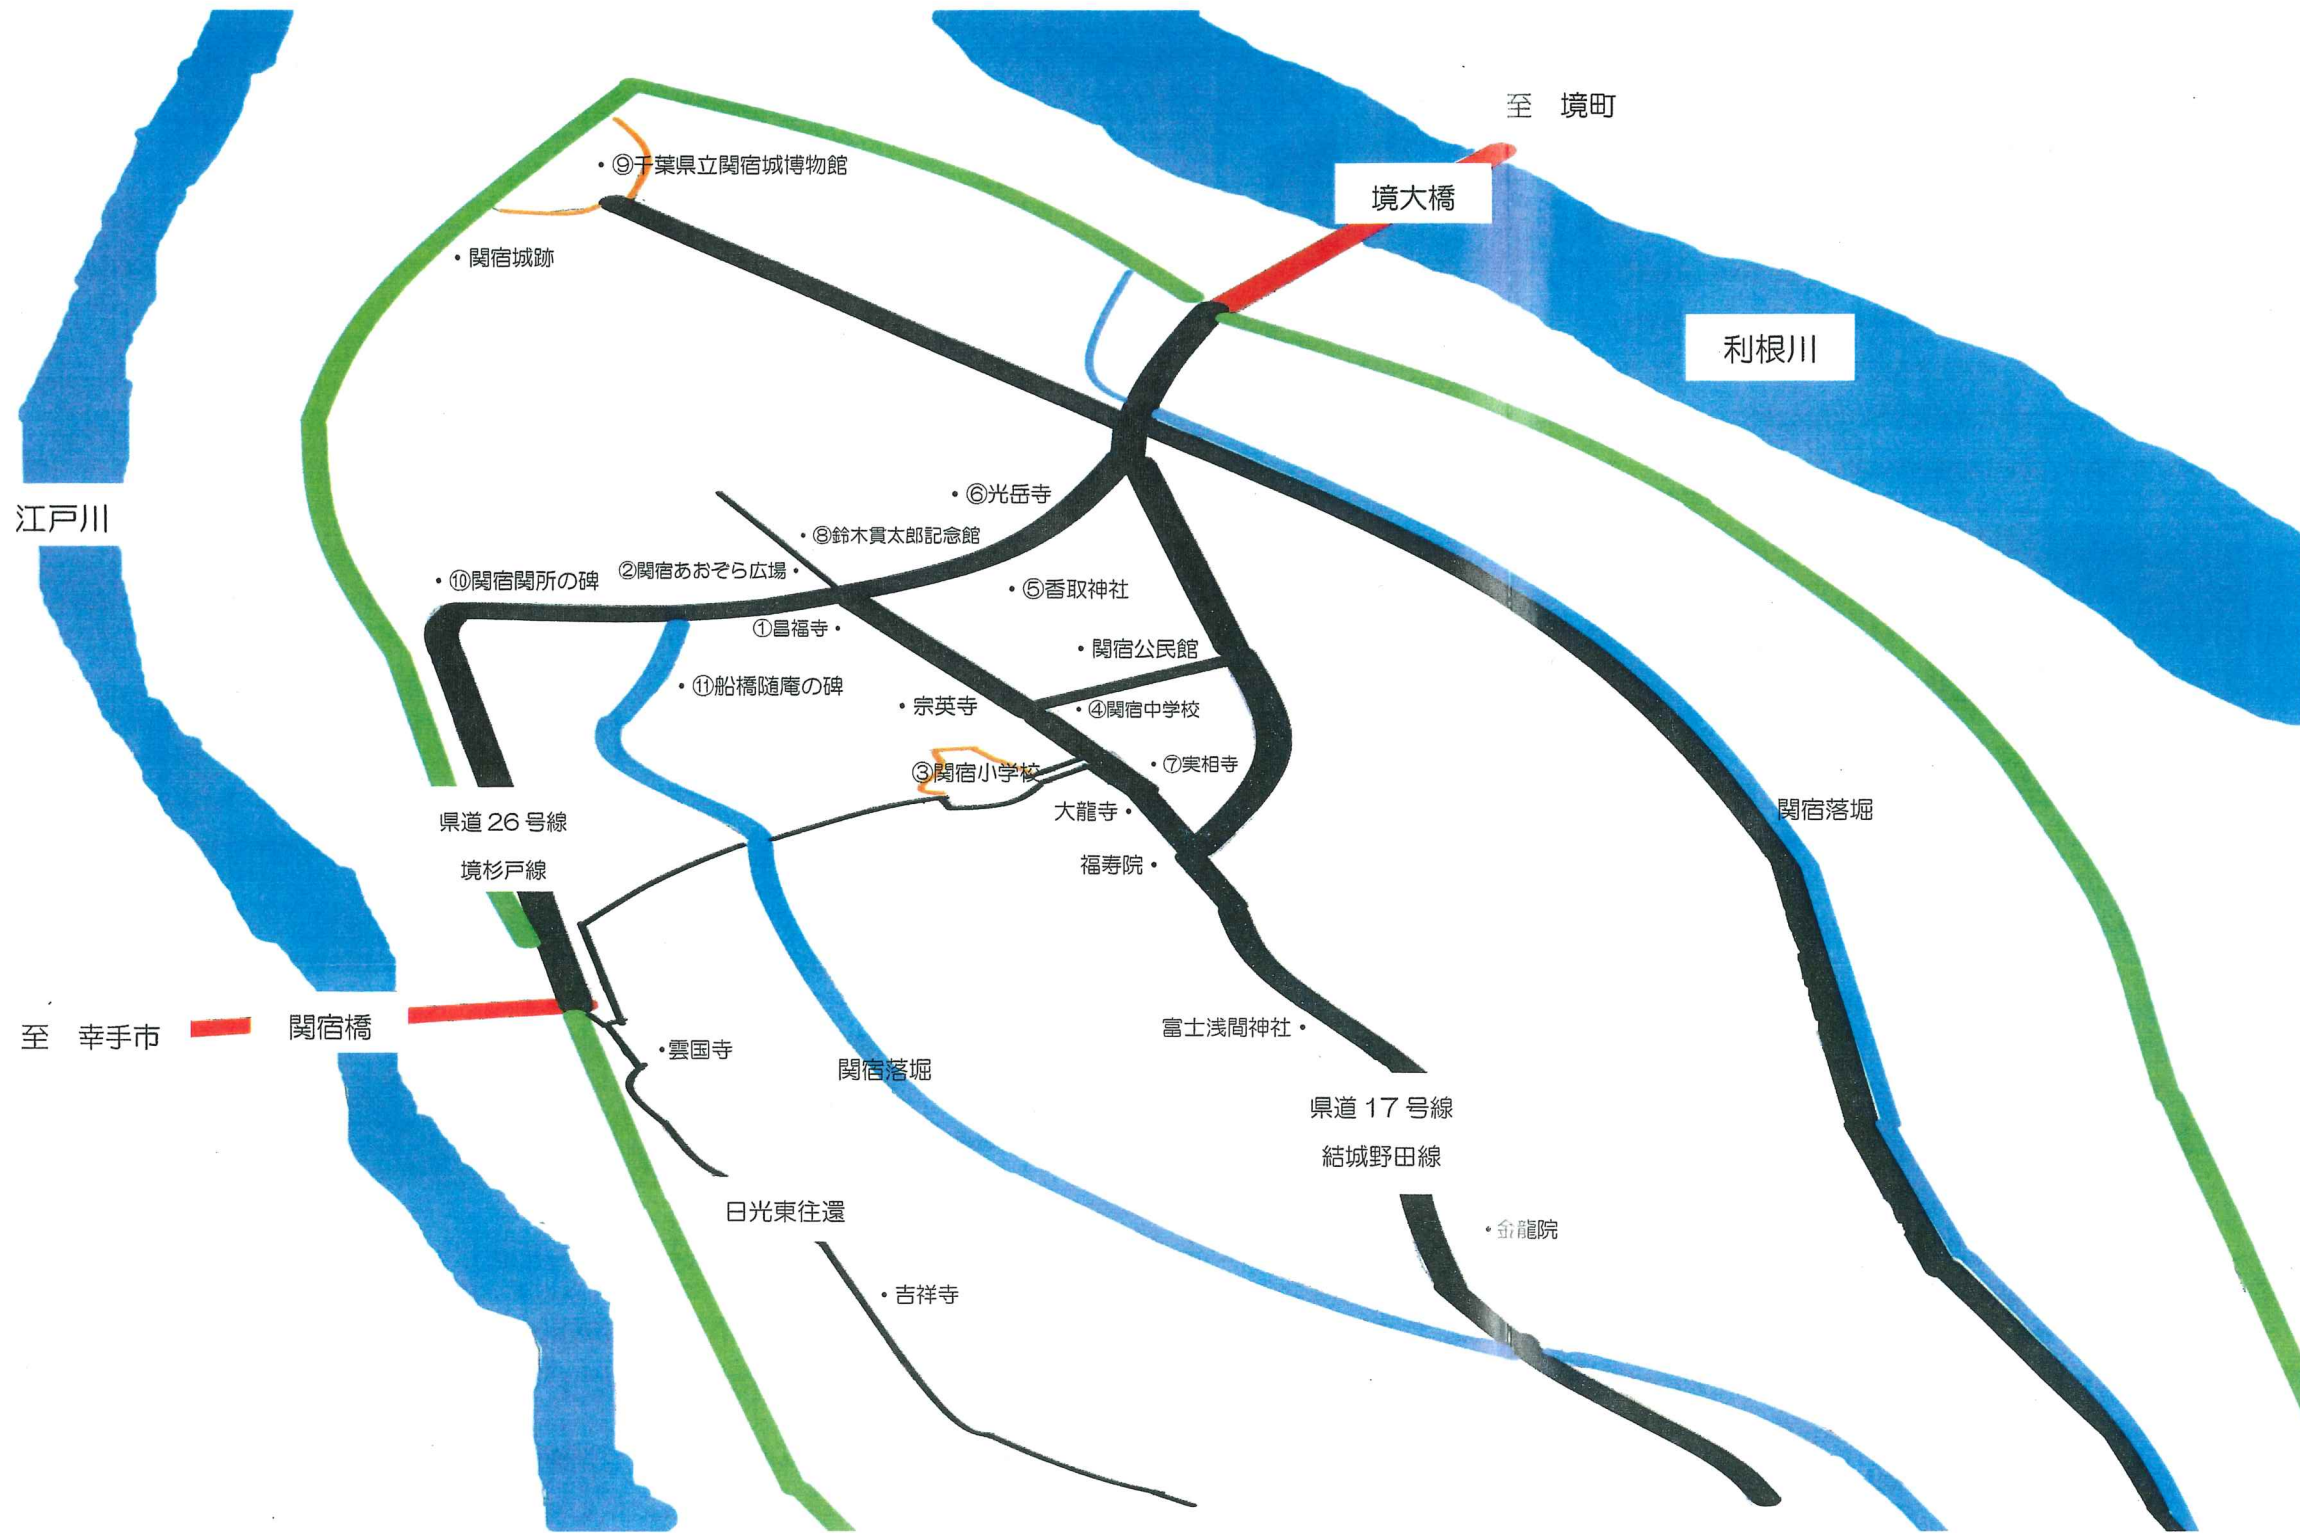 至 境町
⑨千葉県立関宿城博物館
境大橋
関宿城跡
利根川
⑥光岳寺
江戸川
⑧鈴木貫太郎記念館
②関宿あおぞら広場
⑩関宿関所の碑
⑤香取神社
①昌福寺
関宿公民館
⑪船橋随庵の碑
宗英寺
④関宿中学校
⑦実相寺
③関宿小学校
大龍寺
関宿落堀
県道26号線
境杉戸線
福寿院
関宿橋
至 幸手市
富士浅間神社
雲国寺
関宿落堀
県道17号線
結城野田線
日光東往還
金龍院
吉祥寺